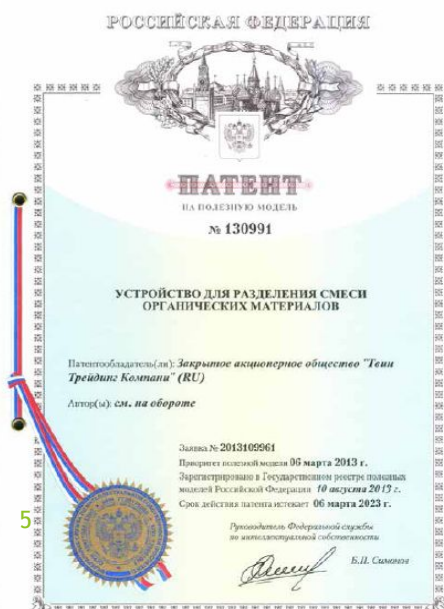 РОССИЙСКАЯ ФЕДЕРАЦИЯ
ПАТЕНТ
НА ПОЛЕЗНУЮ МОДЕЛЬ
№ 130991
УСТРОЙСТВО ДЛЯ РАЗДЕЛЕНИЯ СМЕСИ
ОРГАНИЧЕСКИХ МАТЕРИАЛОВ
Патентообладатель(ли): Закрытое акционерное общество "Твин
Трейдинг Компани" (RU)
Автор(ы): см. на обороте
Заявка № 2013109961
Приоритет полезной модели 06 марта 2013 г.
Зарегистрировано в Государственном реестре полезных
моделей Российской Федерации 10 августа 2013 г.
Срок действия патента истекает 06 марта 2023 г.
Руководитель Федеральной службы
по интеллектуальной собственности
Б.П. Симонов
5